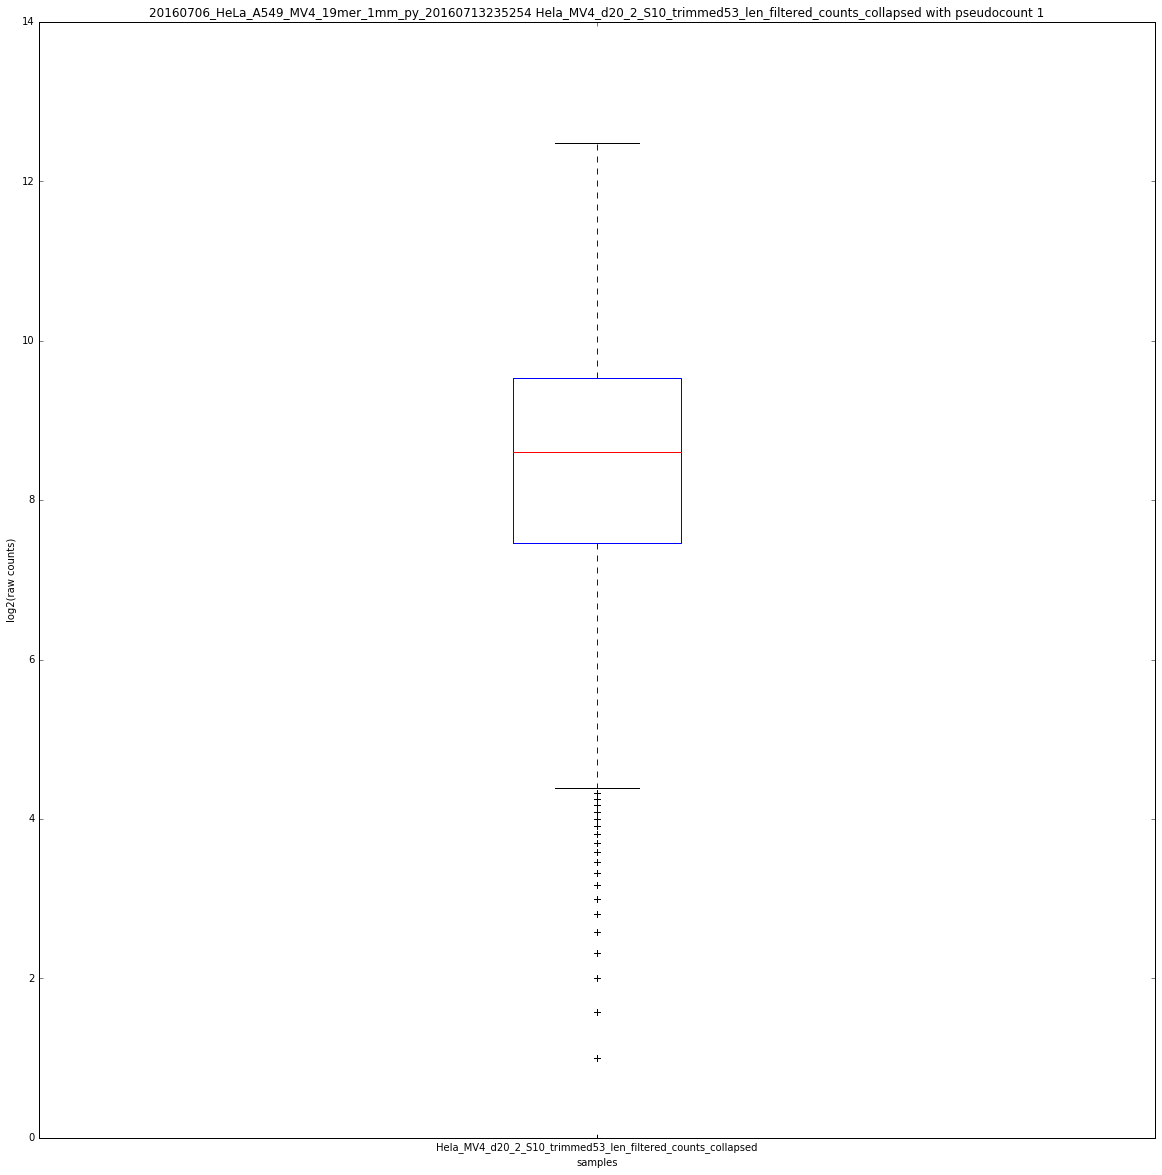 20160706_HeLa_A549_MV4_19mer_1mm_py_20160713235254 Hela_MV4_d20_2_S10_trimmed53_len_filtered_counts_collapsed with pseudocount 1
14
12
10
8
6
4
2
0
log2(raw counts)
Hela_MV4_d20_2_S10_trimmed53_len_filtered_counts_collapsed
samples